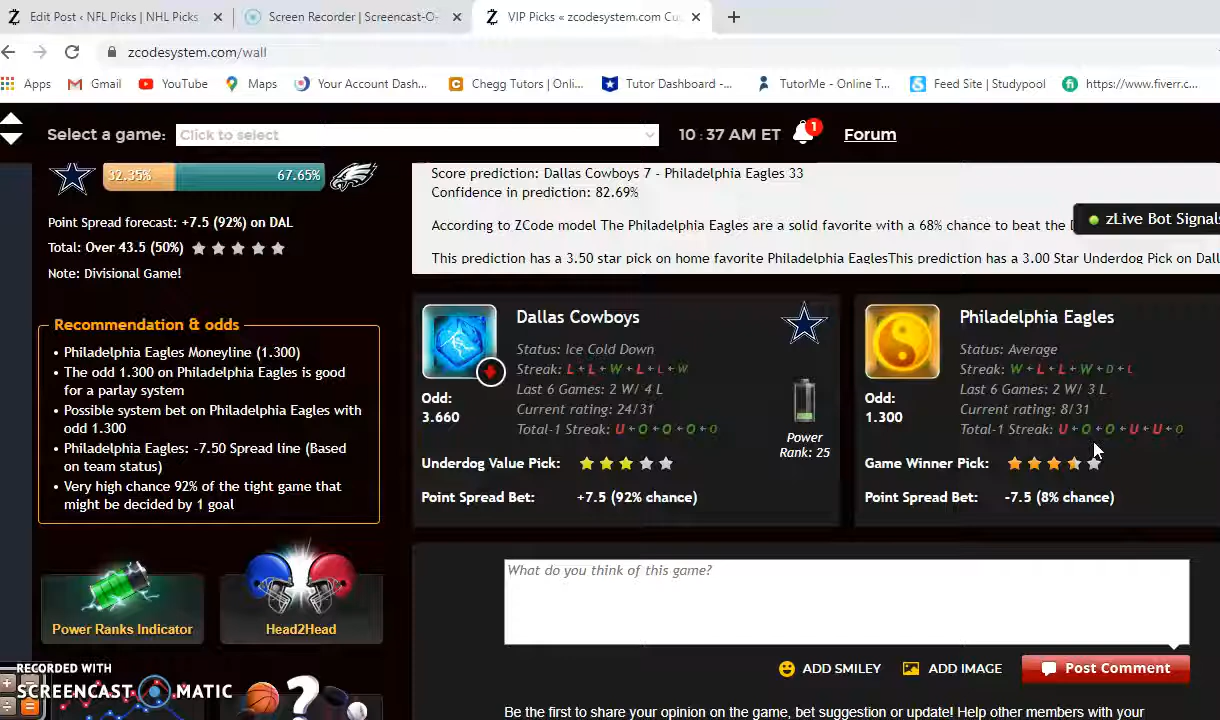 Edit Post ‹ NFL Picks | NHL Picks
Screen Recorder | Screencast-O-
VIP Picks « zcodesystem.com Cu
zcodesystem.com/wall
Apps
Gmail
YouTube
Maps
Your Account Dash...
Chegg Tutors | Onli...
Tutor Dashboard -...
TutorMe - Online T...
Feed Site | Studypool
https://www.fiverr.c...
Select a game:
Click to select
10:37 AM ET
1
Forum
32.35%
67.65%
Point Spread forecast: +7.5 (92%) on DAL
Total: Over 43.5 (50%)
Note: Divisional Game!
Score prediction: Dallas Cowboys 7 - Philadelphia Eagles 33
Confidence in prediction: 82.69%
According to ZCode model The Philadelphia Eagles are a solid favorite with a 68% chance to beat the
zLive Bot Signals
This prediction has a 3.50 star pick on home favorite Philadelphia EaglesThis prediction has a 3.00 Star Underdog Pick on Dall
Recommendation & odds
• Philadelphia Eagles Moneyline (1.300)
• The odd 1.300 on Philadelphia Eagles is good
for a parlay system
• Possible system bet on Philadelphia Eagles with
odd 1.300
• Philadelphia Eagles: -7.50 Spread line (Based
on team status)
• Very high chance 92% of the tight game that
might be decided by 1 goal
Dallas Cowboys
Status: Ice Cold Down
Streak: L + L + W + L + L + W
Last 6 Games: 2 W/ 4 L
Odd:
3.660
Current rating: 24/31
Total-1 Streak: U + O + O + O + O
Power
Rank: 25
Underdog Value Pick:
Point Spread Bet:
+7.5 (92% chance)
Philadelphia Eagles
Status: Average
Streak: W + L + L + W + D + L
Last 6 Games: 2 W/ 3 L
Odd:
1.300
Current rating: 8/31
Total-1 Streak: U + O + O + U + U + O
Game Winner Pick:
Point Spread Bet:
-7.5 (8% chance)
Power Ranks Indicator
Head2Head
What do you think of this game?
ADD SMILEY
ADD IMAGE
Post Comment
Be the first to share your opinion on the game, bet suggestion or update! Help other members with your
RECORDED WITH
SCREENCAST MATIC